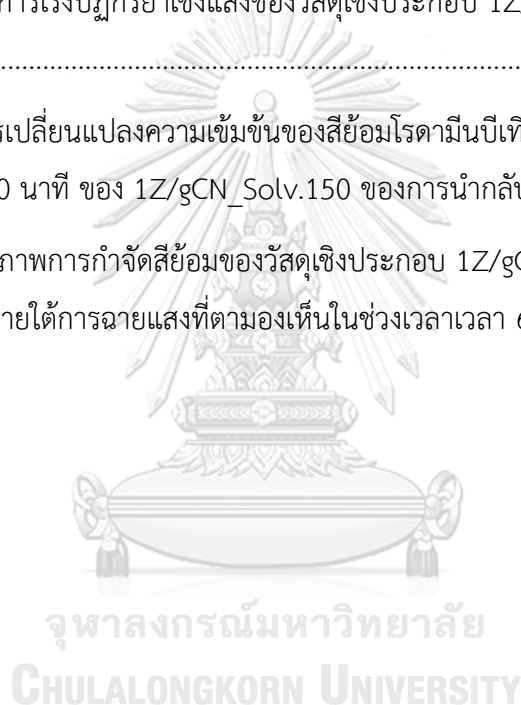 การเร่งปฏิกิริยาเชิงแสงของวัสดุเชิงประกอบ 1Z/
................................................................................
รเปลี่ยนแปลงความเข้มข้นของสีย้อมโรดามีนบีเที
0 นาที ของ 1Z/gCN_Solv.150 ของการนำกลับ
ภาพการกำจัดสีย้อมของวัสดุเชิงประกอบ 1Z/gC
ายใต้การฉายแสงที่ตามองเห็นในช่วงเวลาเวลา 6
จุฬาลงกรณ์มหาวิทยาลัย
CHULALONGKORN UNIVERSITY